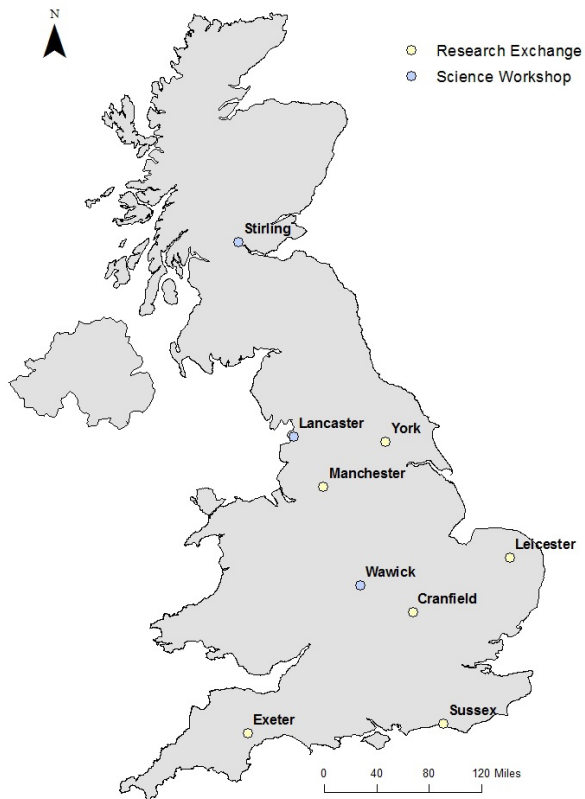 N
Research Exchange
Science Workshop
Stirling
Lancaster
York
Manchester
Leicester
Wawick
Cranfield
Sussex
Exeter
0 40 80 120 Miles